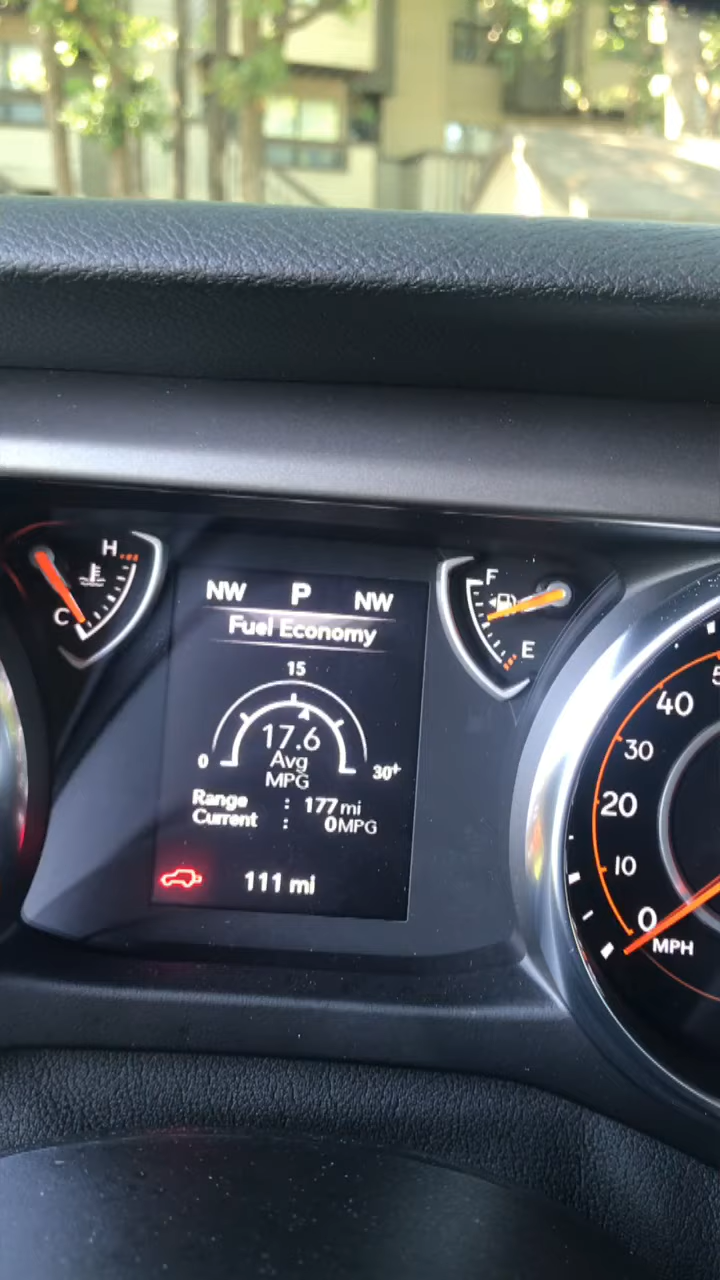 H
C
NW P NW
Fuel Economy
15
0
17.6
Avg
MPG
30+
Range : 177 mi
Current : 0 MPG
111 mi
F
E
40
30
20
10
0
MPH